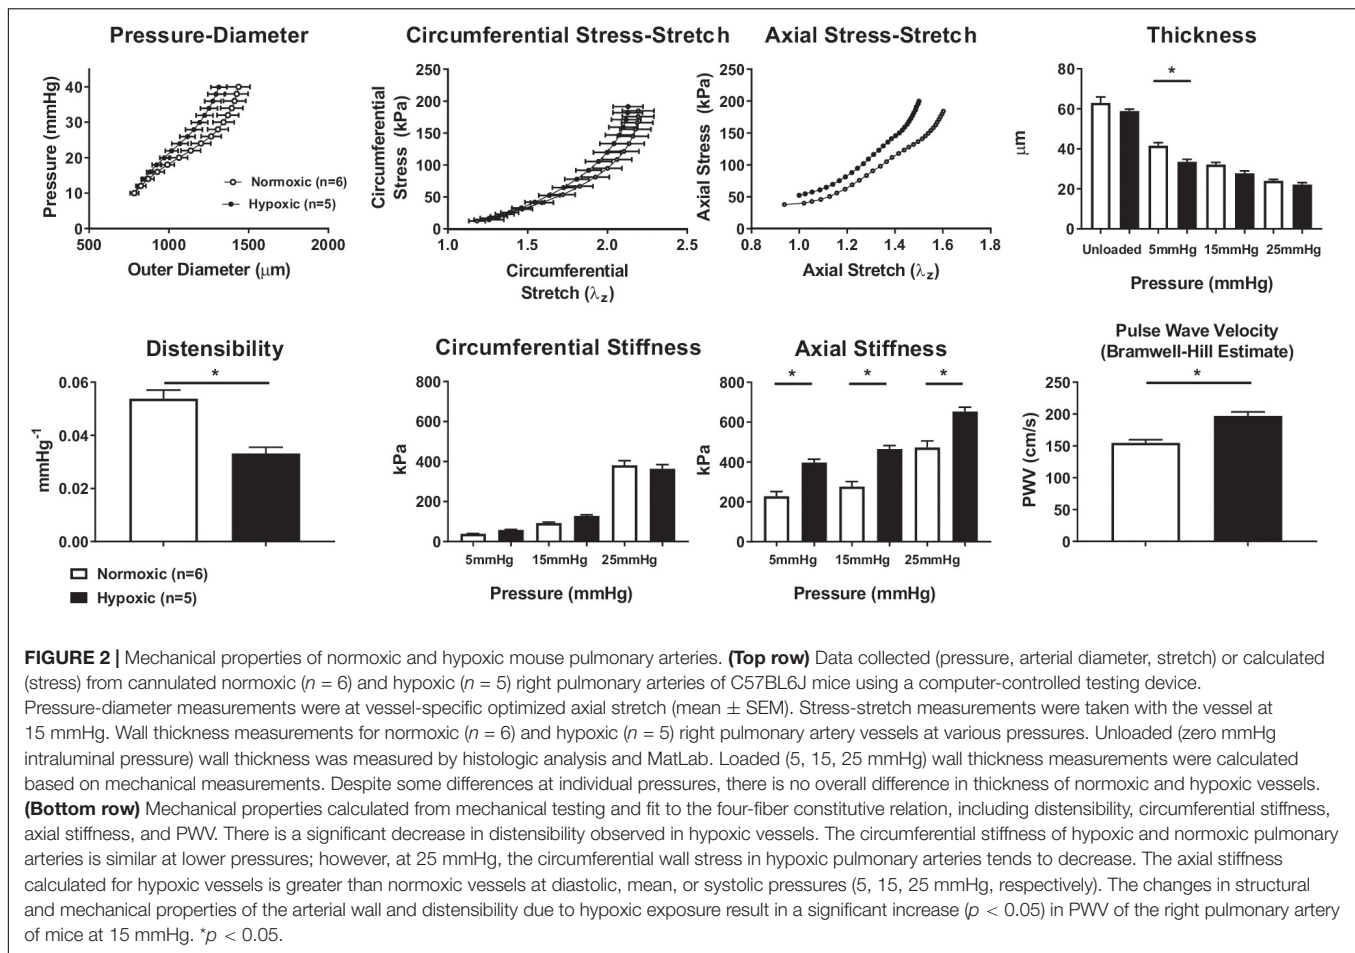 Pressure-Diameter
Pressure (mmHg)
40
30
20
10
0
500
1000
1500
2000
Normoxic (n=6)
Hypoxic (n=5)
Outer Diameter (μm)
Circumferential Stress-Stretch
Circumferential
Stress (kPa)
250
200
150
100
50
0
1.0
1.5
2.0
2.5
Circumferential
Stretch (λz)
Axial Stress-Stretch
Axial Stress (kPa)
250
200
150
100
50
0
0.8
1.0
1.2
1.4
1.6
1.8
Axial Stretch (λz)
Thickness
μm
80
60
40
20
0
*
Unloaded
5mmHg
15mmHg
25mmHg
Pressure (mmHg)
Distensibility
mmHg-1
0.06
0.04
0.02
0.00
*
Normoxic (n=6)
Hypoxic (n=5)
Circumferential Stiffness
kPa
800
600
400
200
0
5mmHg
15mmHg
25mmHg
Pressure (mmHg)
Axial Stiffness
kPa
800
600
400
200
0
*
*
*
5mmHg
15mmHg
25mmHg
Pressure (mmHg)
Pulse Wave Velocity
(Bramwell-Hill Estimate)
PWV (cm/s)
250
200
150
100
50
0
*
FIGURE 2 | Mechanical properties of normoxic and hypoxic mouse pulmonary arteries. (Top row) Data collected (pressure, arterial diameter, stretch) or calculated
(stress) from cannulated normoxic (n = 6) and hypoxic (n = 5) right pulmonary arteries of C57BL6J mice using a computer-controlled testing device.
Pressure-diameter measurements were at vessel-specific optimized axial stretch (mean ± SEM). Stress-stretch measurements were taken with the vessel at
15 mmHg. Wall thickness measurements for normoxic (n = 6) and hypoxic (n = 5) right pulmonary artery vessels at various pressures. Unloaded (zero mmHg
intraluminal pressure) wall thickness was measured by histologic analysis and MatLab. Loaded (5, 15, 25 mmHg) wall thickness measurements were calculated
based on mechanical measurements. Despite some differences at individual pressures, there is no overall difference in thickness of normoxic and hypoxic vessels.
(Bottom row) Mechanical properties calculated from mechanical testing and fit to the four-fiber constitutive relation, including distensibility, circumferential stiffness,
axial stiffness, and PWV. There is a significant decrease in distensibility observed in hypoxic vessels. The circumferential stiffness of hypoxic and normoxic pulmonary
arteries is similar at lower pressures; however, at 25 mmHg, the circumferential wall stress in hypoxic pulmonary arteries tends to decrease. The axial stiffness
calculated for hypoxic vessels is greater than normoxic vessels at diastolic, mean, or systolic pressures (5, 15, 25 mmHg, respectively). The changes in structural
and mechanical properties of the arterial wall and distensibility due to hypoxic exposure result in a significant increase (p < 0.05) in PWV of the right pulmonary artery
of mice at 15 mmHg. *p < 0.05.